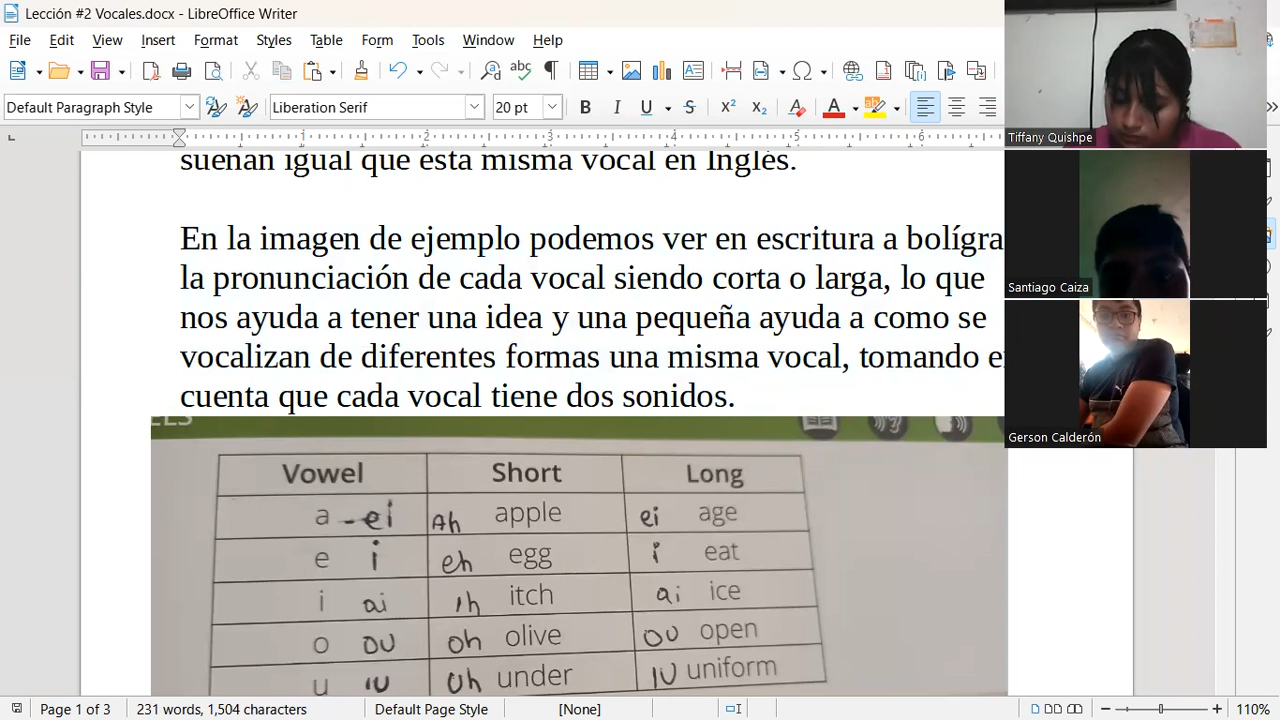 Lección #2 Vocales.docx - LibreOffice Writer
File Edit View Insert Format Styles Table Form Tools Window Help
Default Paragraph Style Liberation Serif 20 pt
1 2 3 4 5 6
suenan igual que esta misma vocal en Inglés.
En la imagen de ejemplo podemos ver en escritura a bolígra
la pronunciación de cada vocal siendo corta o larga, lo que
nos ayuda a tener una idea y una pequeña ayuda a como se
vocalizan de diferentes formas una misma vocal, tomando e
cuenta que cada vocal tiene dos sonidos.
Vowel Short Long
a - ei Ah apple ei age
e i eh egg i eat
i ai ih itch ai ice
o OU Oh olive OU open
u IU Uh under IU uniform
Tiffany Quishpe
Santiago Caiza
Gerson Calderón
Page 1 of 3 231 words, 1,504 characters Default Page Style [None] 110%